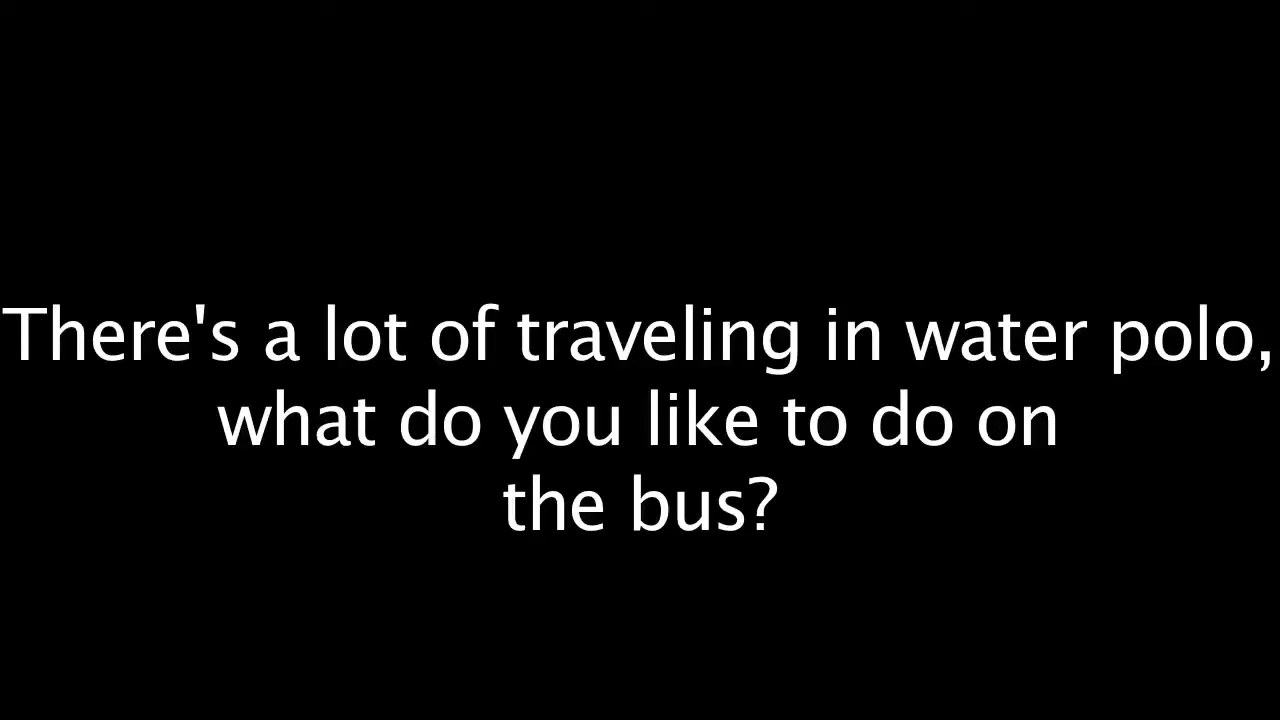 There's a lot of traveling in water polo,
what do you like to do on
the bus?